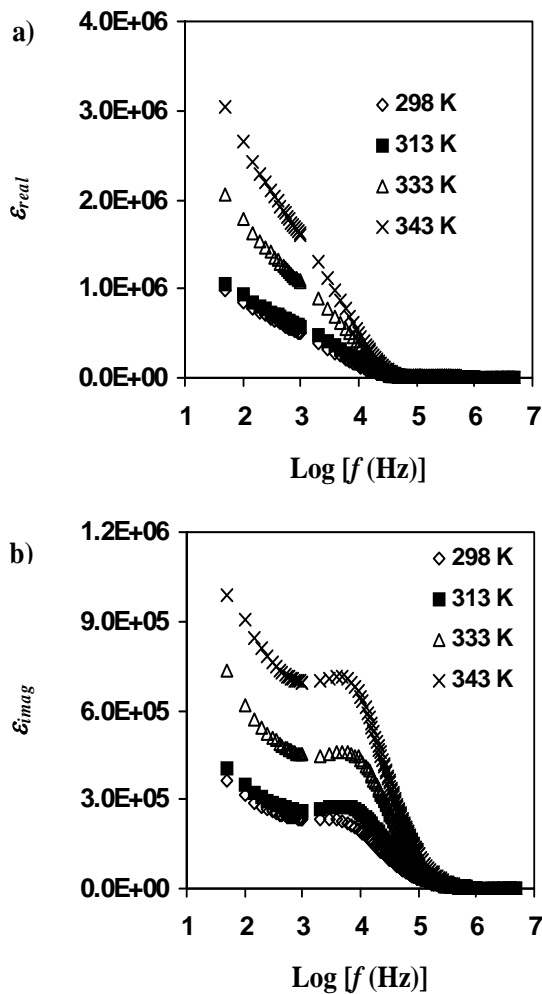 a)
4.0E+06
3.0E+06
2.0E+06
1.0E+06
0.0E+00
εreal
298 K
313 K
333 K
343 K
1 2 3 4 5 6 7
Log [f (Hz)]
b)
1.2E+06
9.0E+05
6.0E+05
3.0E+05
0.0E+00
εimag
298 K
313 K
333 K
343 K
1 2 3 4 5 6 7
Log [f (Hz)]